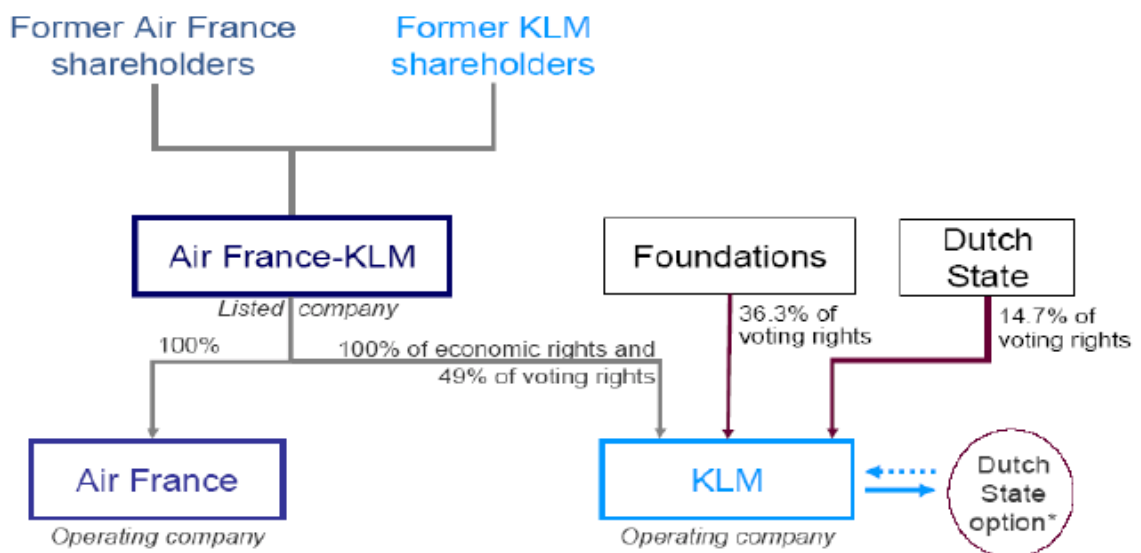 Former Air France
shareholders
Former KLM
shareholders
Air France-KLM
Foundations
Dutch
State
Listed company
36.3% of
voting rights
14.7% of
voting rights
100%
100% of economic rights and
49% of voting rights
Air France
KLM
Dutch
State
option*
Operating company
Operating company